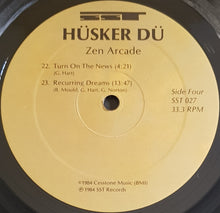 SST
HÜSKER DÜ
Zen Arcade
22. Turn On The News (4:21)
(G. Hart)
23. Recurring Dreams (13:47)
(B. Mould, G. Hart, G. Norton)
Side Four
SST 027
33.3 RPM
©1984 Cesstone Music (BMI)
℗1984 SST Records